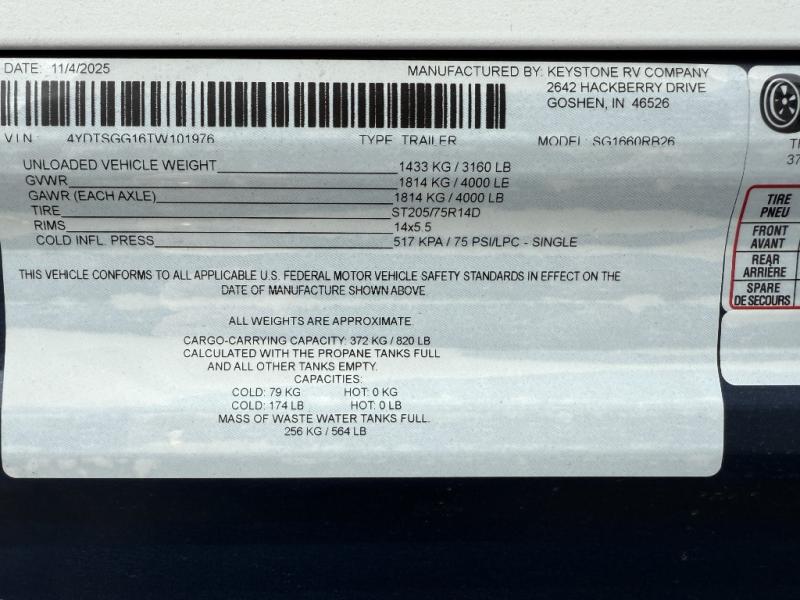 DATE: 11/4/2025
MANUFACTURED BY: KEYSTONE RV COMPANY
2642 HACKBERRY DRIVE
GOSHEN, IN 46526
VIN 4YDTSGG16TW101976 TYPE TRAILER MODEL: SG1660RB26
UNLOADED VEHICLE WEIGHT 1433 KG / 3160 LB
GVWR 1814 KG / 4000 LB
GAWR (EACH AXLE) 1814 KG / 4000 LB
TIRE ST205/75R14D
RIMS 14x5.5
COLD INFL. PRESS 517 KPA / 75 PSI/LPC - SINGLE
THIS VEHICLE CONFORMS TO ALL APPLICABLE U.S. FEDERAL MOTOR VEHICLE SAFETY STANDARDS IN EFFECT ON THE
DATE OF MANUFACTURE SHOWN ABOVE
ALL WEIGHTS ARE APPROXIMATE
CARGO-CARRYING CAPACITY: 372 KG / 820 LB
CALCULATED WITH THE PROPANE TANKS FULL
AND ALL OTHER TANKS EMPTY.
CAPACITIES:
COLD: 79 KG HOT: 0 KG
COLD: 174 LB HOT: 0 LB
MASS OF WASTE WATER TANKS FULL.
256 KG / 564 LB
TIRE
PNEU
FRONT
AVANT
REAR
ARRIÈRE
SPARE
DE SECOURS